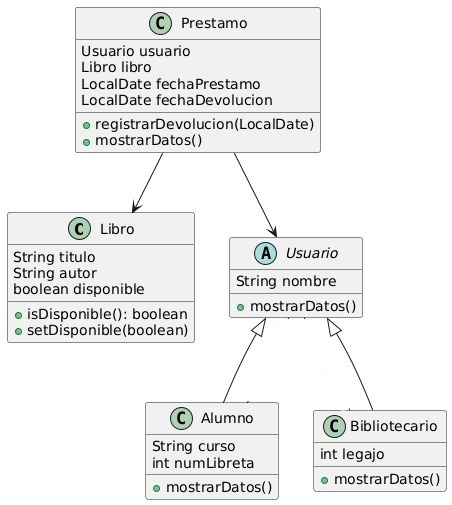 C Prestamo
Usuario usuario
Libro libro
LocalDate fechaPrestamo
LocalDate fechaDevolucion
registrarDevolucion(LocalDate)
mostrarDatos()
C Libro
String titulo
String autor
boolean disponible
isDisponible(): boolean
setDisponible(boolean)
A Usuario
String nombre
mostrarDatos()
C Alumno
String curso
int numLibreta
mostrarDatos()
C Bibliotecario
int legajo
mostrarDatos()